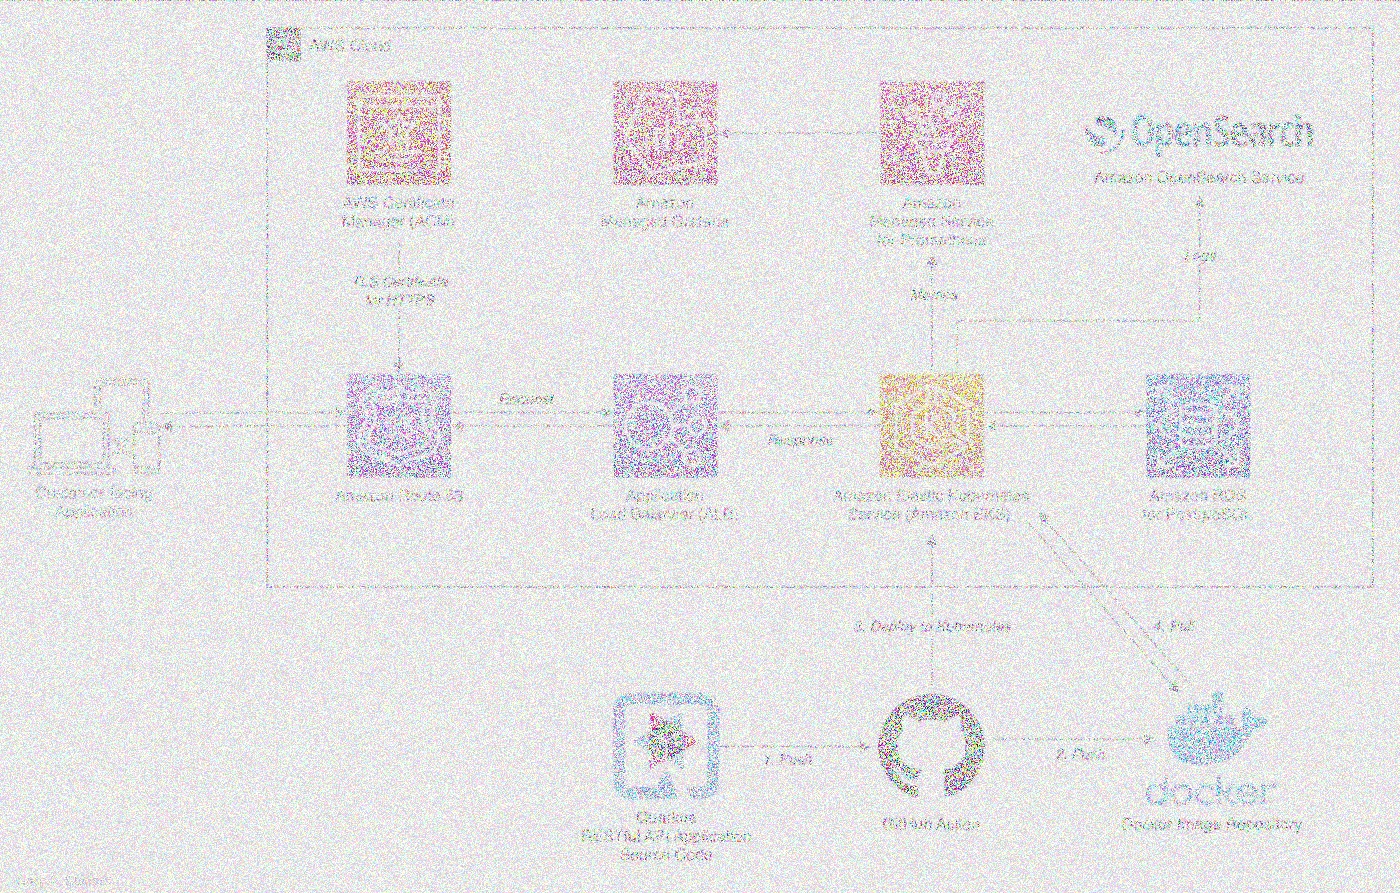 AWS Cloud
OpenSearch
Amazon OpenSearch Service
AWS Certificate
Manager (ACM)
Amazon
Managed Grafana
Amazon
Managed Service
for Prometheus
TLS Certificate
for HTTPS
Metrics
Logs
Request
Response
Customer-facing
Application
Amazon Route 53
Application
Load Balancer (ALB)
Amazon Elastic Kubernetes
Service (Amazon EKS)
Amazon RDS
for PostgreSQL
3. Deploy to Kubernetes
4. Pull
1. Push
2. Push
docker
Quarkus
RESTful API Application
Source Code
GitHub Action
Docker Image Repository